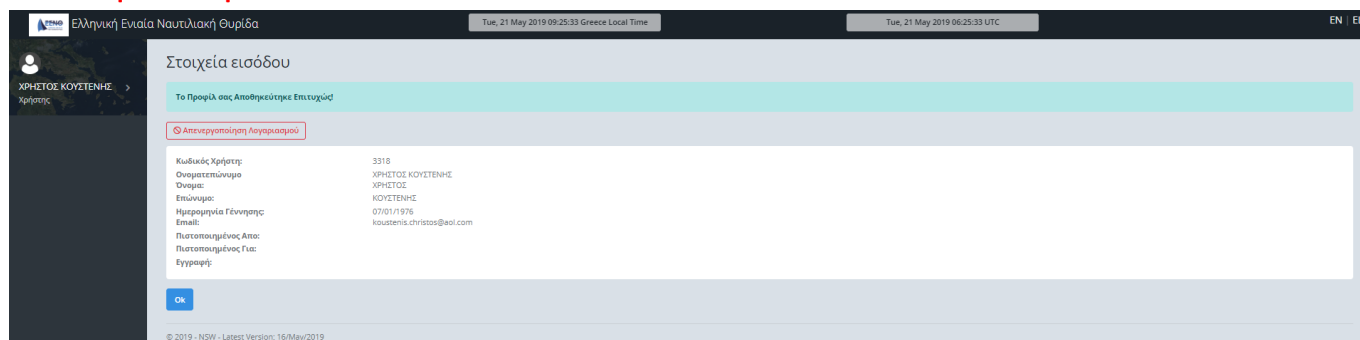 Ελληνική Ενιαία Ναυτιλιακή Θυρίδα
Tue, 21 May 2019 09:25:33 Greece Local Time
Tue, 21 May 2019 06:25:33 UTC
EN | El
ΧΡΗΣΤΟΣ ΚΟΥΣΤΕΝΗΣ
Χρήστης
Στοιχεία εισόδου
Το Προφίλ σας Αποθηκεύτηκε Επιτυχώς!
Απενεργοποίηση Λογαριασμού
Κωδικός Χρήστη: 3318
Ονοματεπώνυμο ΧΡΗΣΤΟΣ ΚΟΥΣΤΕΝΗΣ
Όνομα: ΧΡΗΣΤΟΣ
Επώνυμο: ΚΟΥΣΤΕΝΗΣ
Ημερομηνία Γέννησης: 07/01/1976
Email: koustenis.christos@aol.com
Πιστοποιημένος Απο:
Πιστοποιημένος Για:
Εγγραφή:
Ok
© 2019 - NSW - Latest Version: 16/May/2019